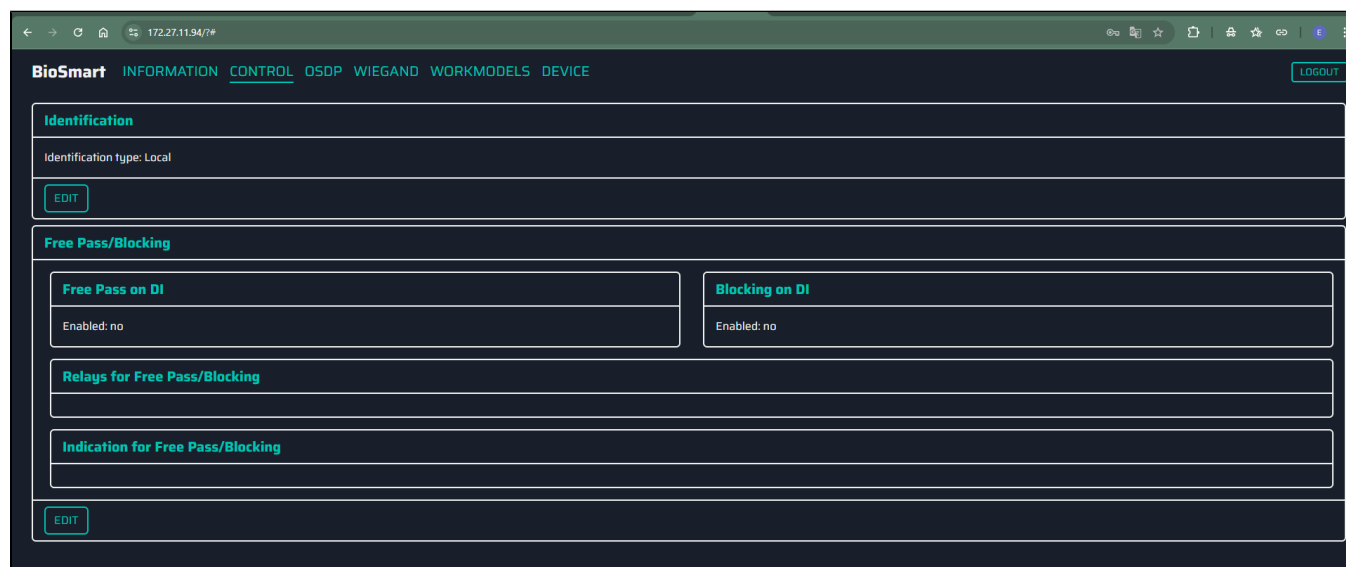 172.27.11.94/?#
E
BioSmart INFORMATION CONTROL OSDP WIEGAND WORKMODELS DEVICE LOGOUT
Identification
Identification type: Local
EDIT
Free Pass/Blocking
Free Pass on DI
Enabled: no
Blocking on DI
Enabled: no
Relays for Free Pass/Blocking
Indication for Free Pass/Blocking
EDIT